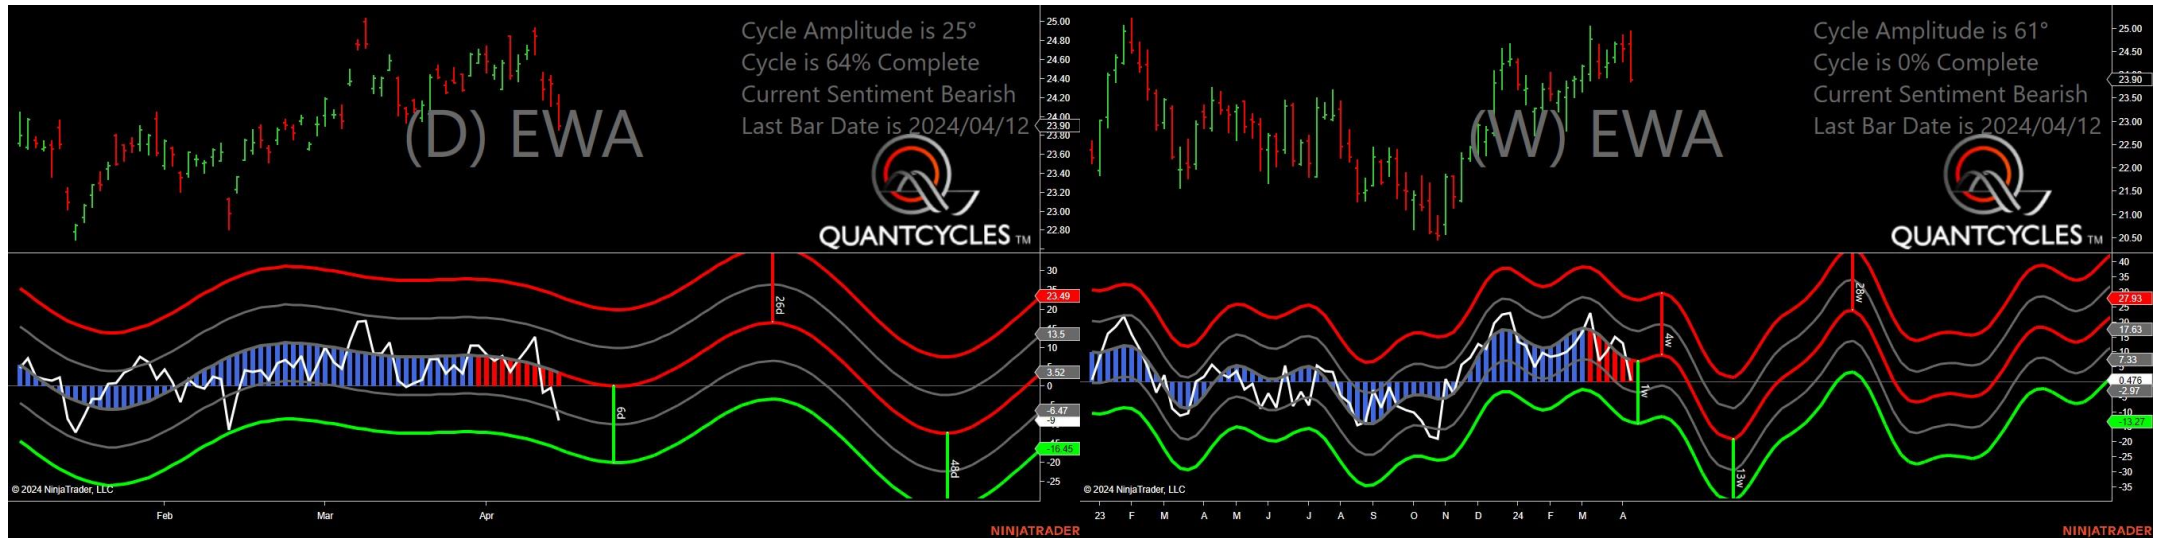 Cycle Amplitude is 25°
Cycle is 64% Complete
Current Sentiment Bearish
Last Bar Date is 2024/04/12
(D) EWA
QUANTCYCLES TM
25.00
24.80
24.60
24.40
24.20
24.00
23.90
23.80
23.60
23.40
23.20
23.00
22.80
30
23.49
13.5
10
3.52
0
-6.47
-9
-16.45
-20
-25
26d
6d
48d
© 2024 NinjaTrader, LLC
Feb Mar Apr
NINJATRADER
Cycle Amplitude is 61°
Cycle is 0% Complete
Current Sentiment Bearish
Last Bar Date is 2024/04/12
(W) EWA
QUANTCYCLES TM
25.00
24.50
23.90
23.50
23.00
22.50
22.00
21.50
21.00
20.50
40
35
27.93
20
17.63
15
7.33
0.476
-2.97
-10
-13.27
-20
-25
-30
-35
4w
1w
13w
28w
© 2024 NinjaTrader, LLC
23 F M A M J J A S O N D 24 F M A
NINJATRADER